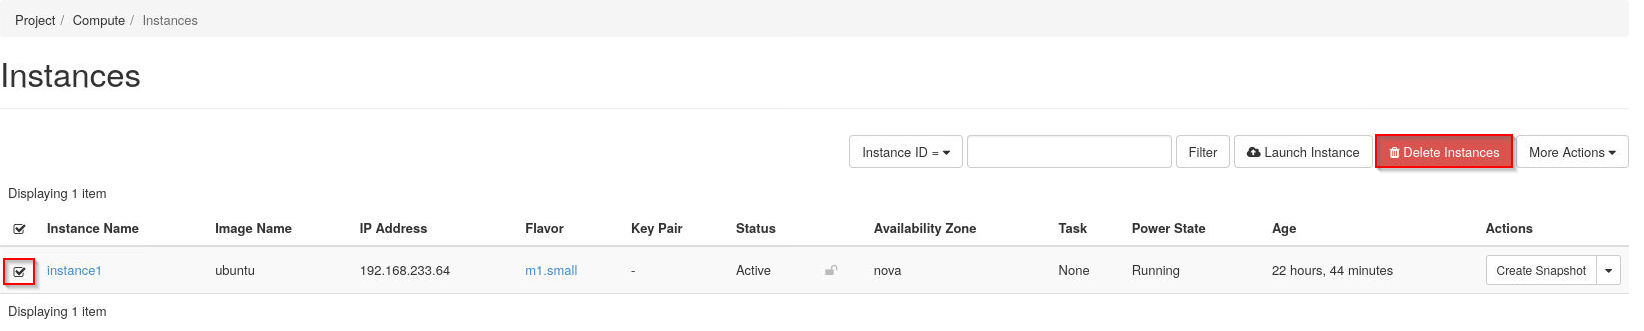 Project / Compute / Instances
Instances
Instance ID = Filter Launch Instance Delete Instances More Actions
Displaying 1 item
Instance Name Image Name IP Address Flavor Key Pair Status Availability Zone Task Power State Age Actions
instance1 ubuntu 192.168.233.64 m1.small - Active nova None Running 22 hours, 44 minutes Create Snapshot
Displaying 1 item